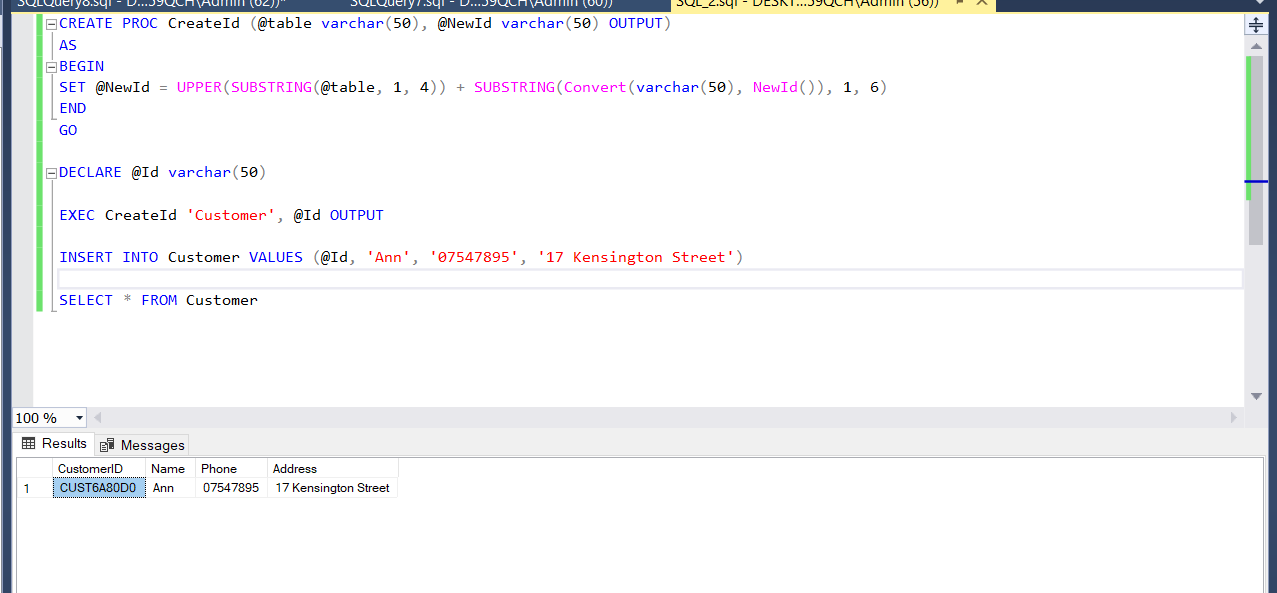 SQLQuery8.sql - D...59QCH\Admin (62))* SQLQuery7.sql - D...59QCH\Admin (60)) SQL_2.sql - DESKT...59QCH\Admin (56))
CREATE PROC CreateId (@table varchar(50), @NewId varchar(50) OUTPUT)
AS
BEGIN
SET @NewId = UPPER(SUBSTRING(@table, 1, 4)) + SUBSTRING(Convert(varchar(50), NewId()), 1, 6)
END
GO
DECLARE @Id varchar(50)
EXEC CreateId 'Customer', @Id OUTPUT
INSERT INTO Customer VALUES (@Id, 'Ann', '07547895', '17 Kensington Street')
SELECT * FROM Customer
100 %
Results Messages
CustomerID Name Phone Address
1 CUST6A80D0 Ann 07547895 17 Kensington Street